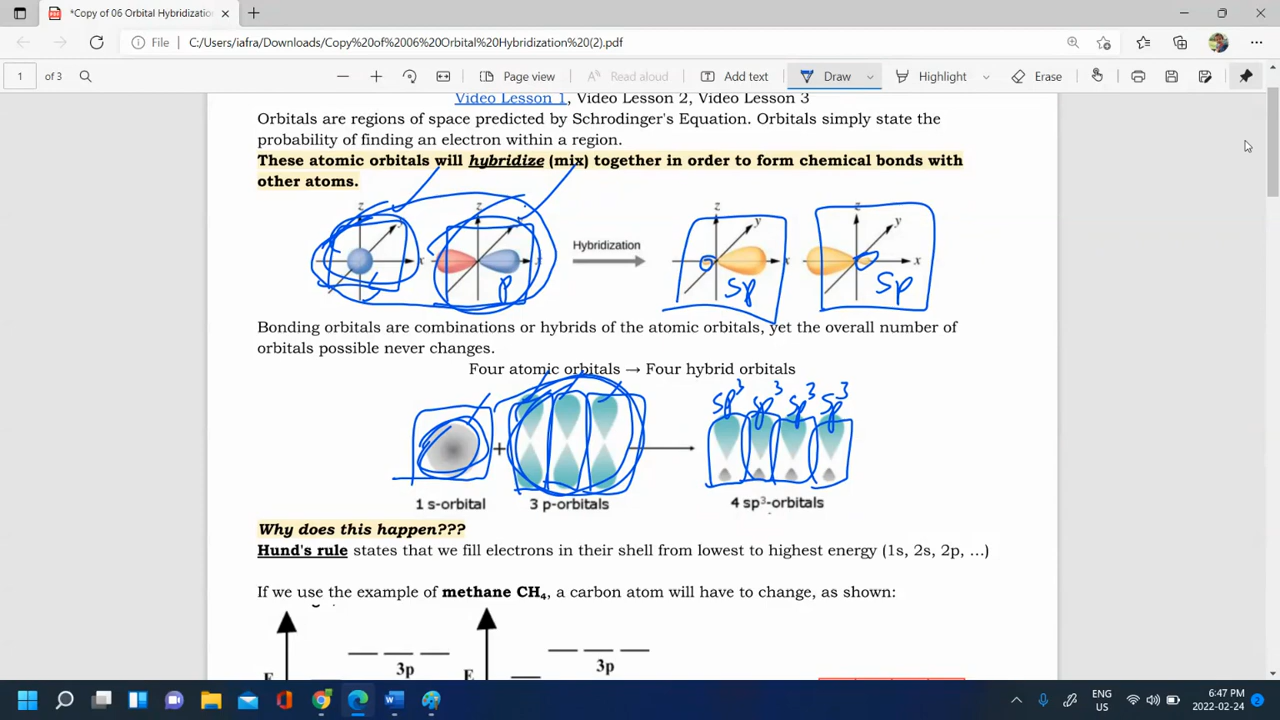 *Copy of 06 Orbital Hybridizatio
File
C:/Users/iafra/Downloads/Copy%20of%2006%20Orbital%20Hybridization%20(2).pdf
1 of 3
Page view
Read aloud
Add text
Draw
Highlight
Erase
Video Lesson 1, Video Lesson 2, Video Lesson 3
Orbitals are regions of space predicted by Schrodinger's Equation. Orbitals simply state the
probability of finding an electron within a region.
These atomic orbitals will hybridize (mix) together in order to form chemical bonds with
other atoms.
z z z z
y y y
Hybridization
x x x x
p sp sp
Bonding orbitals are combinations or hybrids of the atomic orbitals, yet the overall number of
orbitals possible never changes.
Four atomic orbitals → Four hybrid orbitals
sp³ sp³ sp³ sp³
+
1 s-orbital 3 p-orbitals 4 sp³-orbitals
Why does this happen???
Hund's rule states that we fill electrons in their shell from lowest to highest energy (1s, 2s, 2p, …)
If we use the example of methane CH₄, a carbon atom will have to change, as shown:
3p 3p
E E
ENG
US
6:47 PM
2022-02-24
2